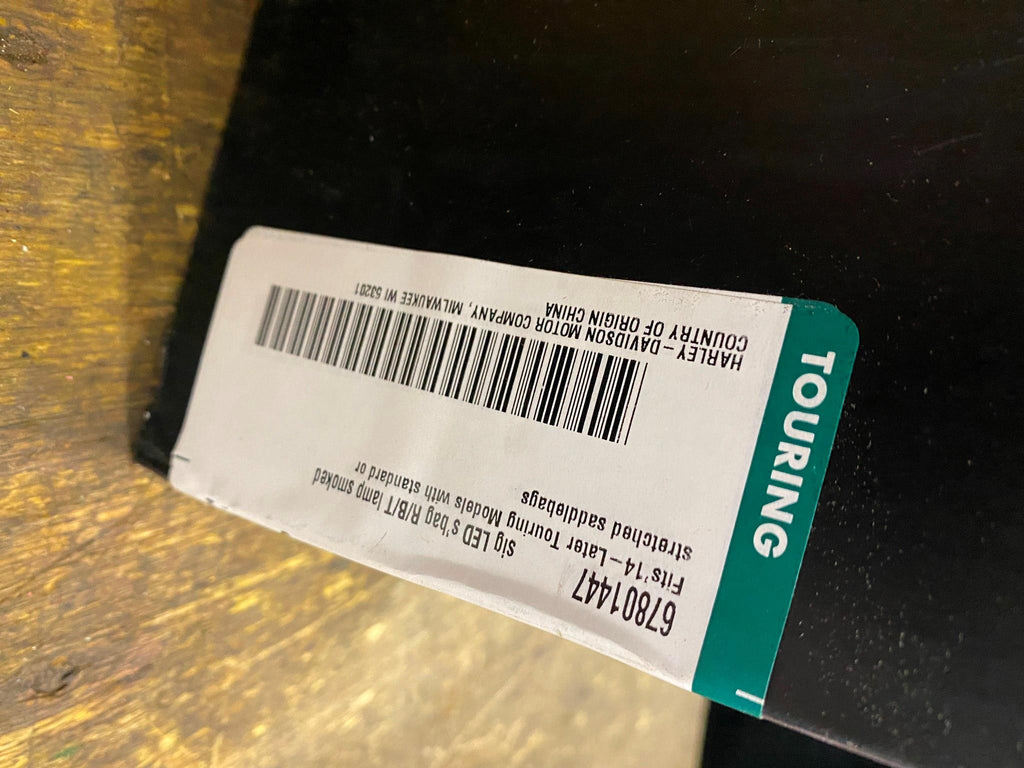 67801447
sig LED s'bag R/B/T lamp smoked
Fits '14-Later Touring Models with standard or
stretched saddlebags
HARLEY-DAVIDSON MOTOR COMPANY, MILWAUKEE WI 53201
COUNTRY OF ORIGIN CHINA
TOURING